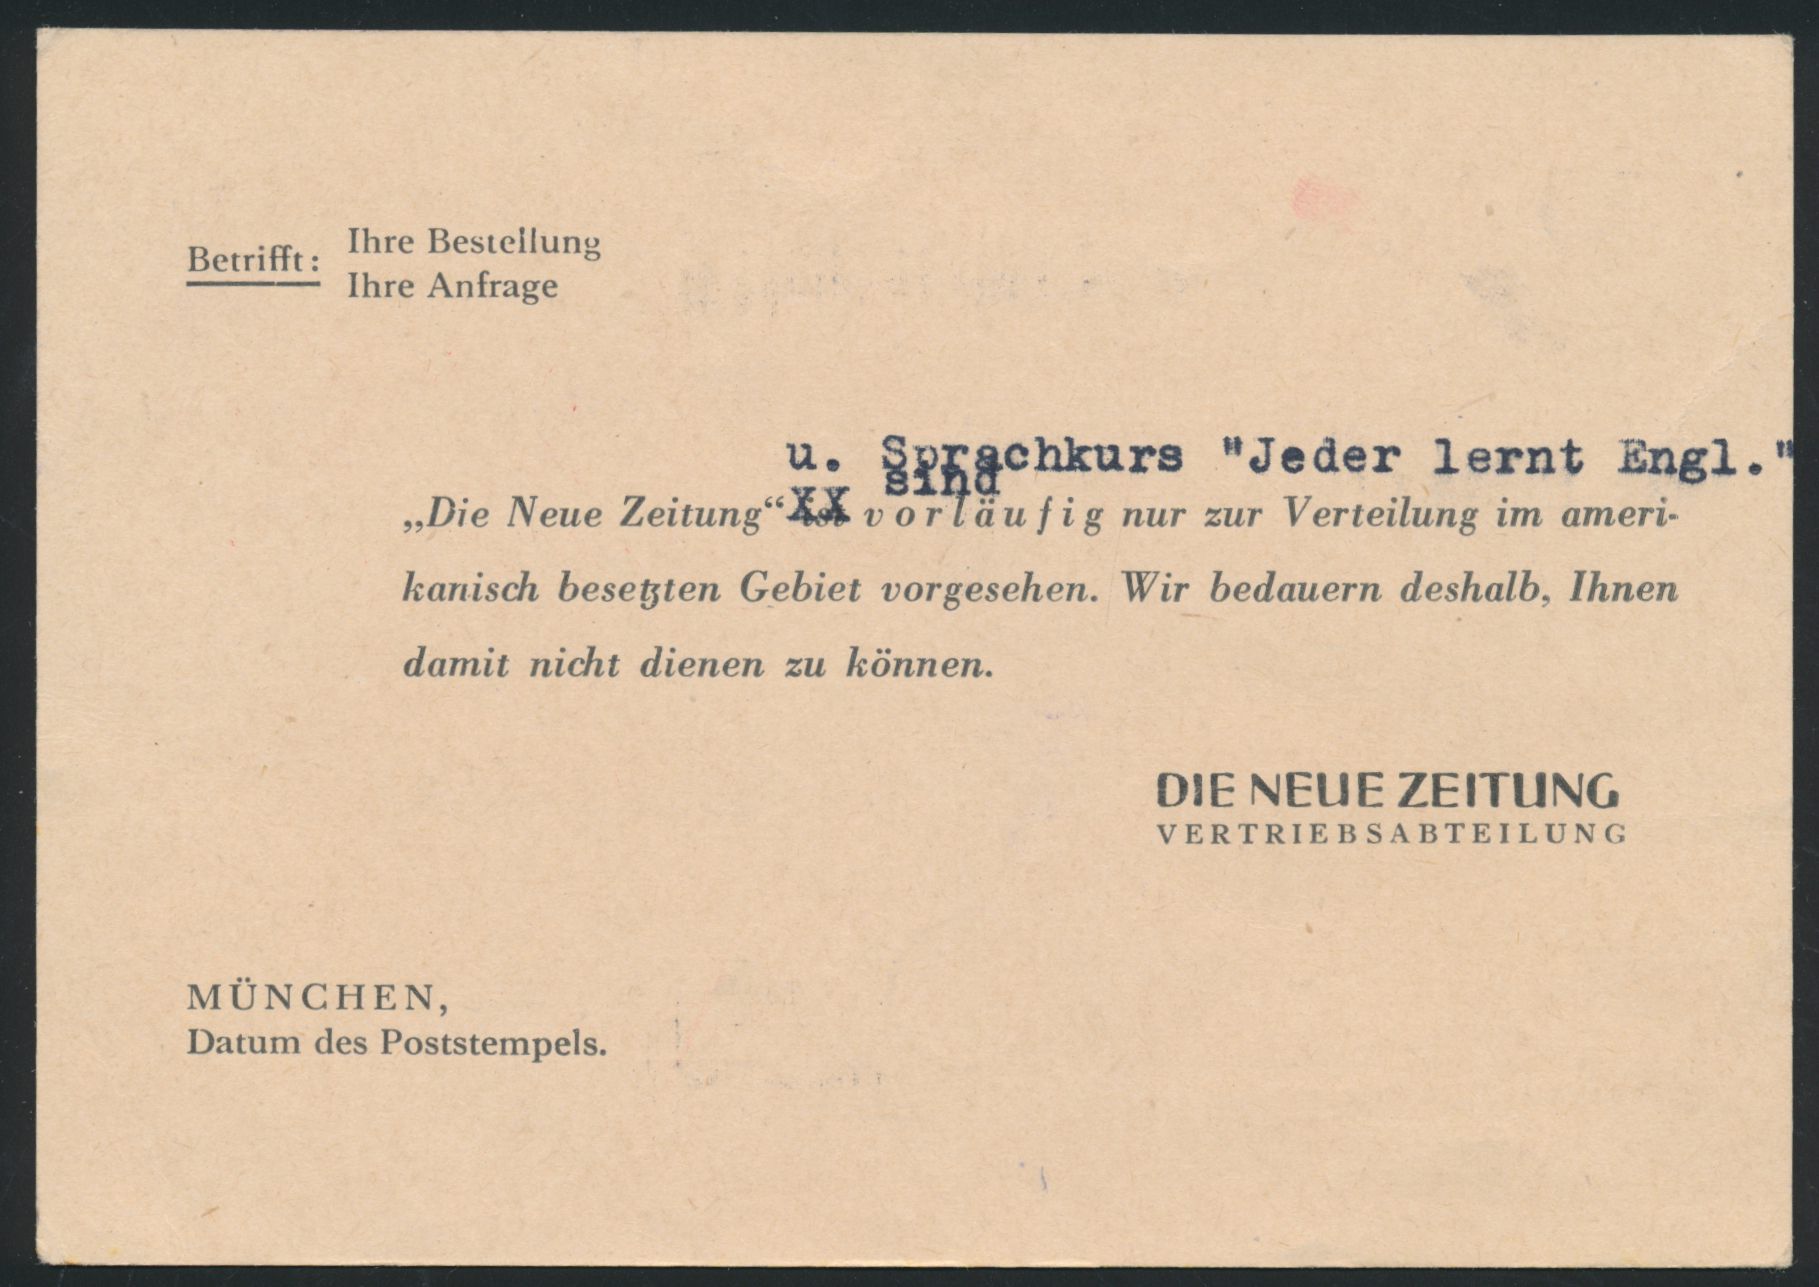 Betrifft: Ihre Bestellung
Ihre Anfrage
u. Sprachkurs "Jeder lernt Engl."
sind
„Die Neue Zeitung“ XX vorläufig nur zur Verteilung im ameri-
kanisch besetzten Gebiet vorgesehen. Wir bedauern deshalb, Ihnen
damit nicht dienen zu können.
DIE NEUE ZEITUNG
VERTRIEBSABTEILUNG
MÜNCHEN,
Datum des Poststempels.